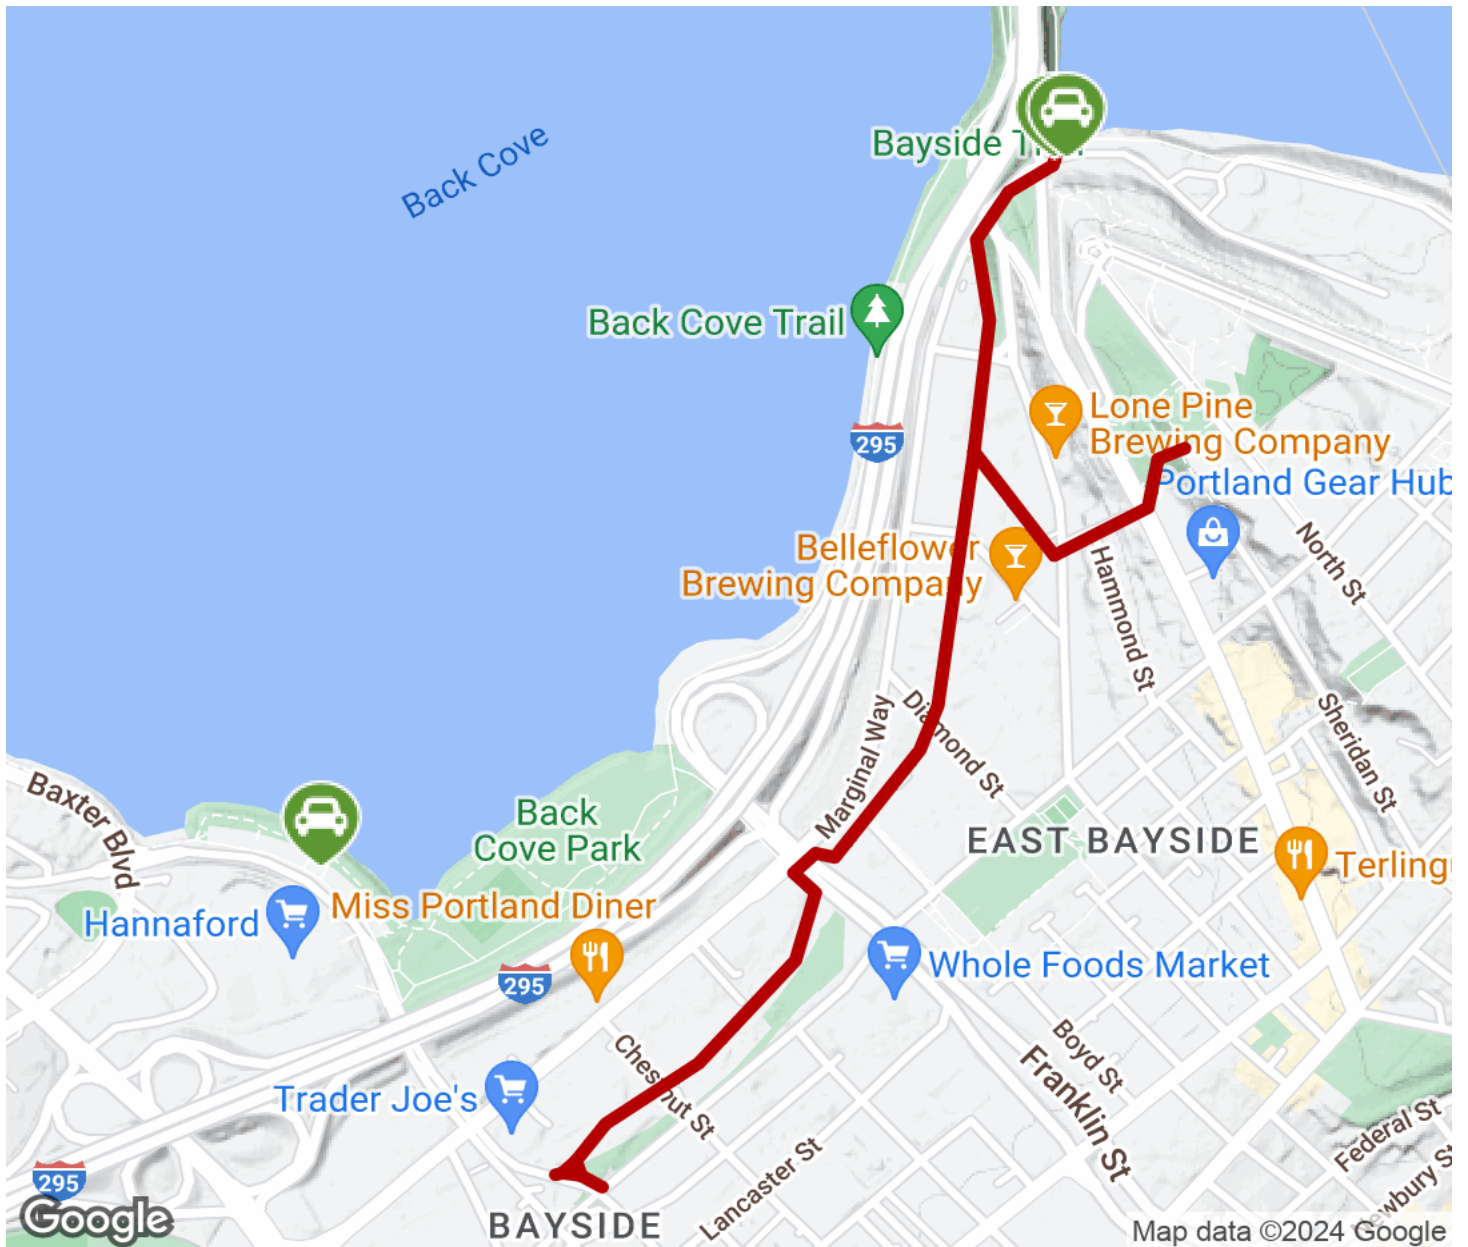 Back Cove
Bayside T
Back Cove Trail
295
Lone Pine
Brewing Company
Portland Gear Hub
Belleflower
Brewing Company
North St
Hammond St
Sheridan St
Diamond St
Marginal Way
Baxter Blvd
Back
Cove Park
EAST BAYSIDE
Hannaford
Miss Portland Diner
295
Whole Foods Market
Chestnut St
Boyd St
Franklin St
Trader Joe's
Federal St
Lancaster St
295
BAYSIDE
Google
Map data ©2024 Google